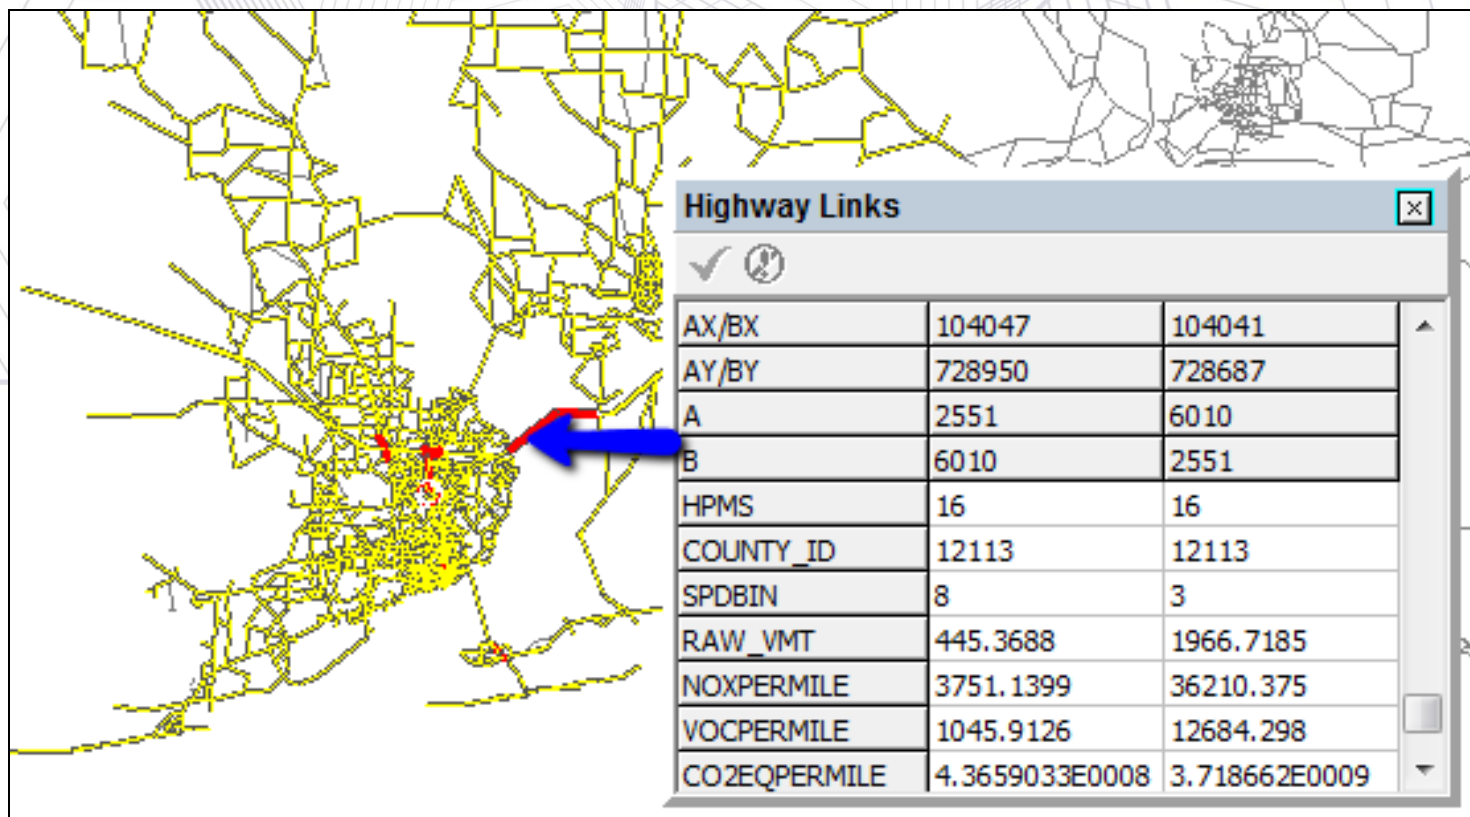 Highway Links
AX/BX 104047 104041
AY/BY 728950 728687
A 2551 6010
B 6010 2551
HPMS 16 16
COUNTY_ID 12113 12113
SPDBIN 8 3
RAW_VMT 445.3688 1966.7185
NOXPERMILE 3751.1399 36210.375
VOCPERMILE 1045.9126 12684.298
CO2EQPERMILE 4.3659033E0008 3.718662E0009